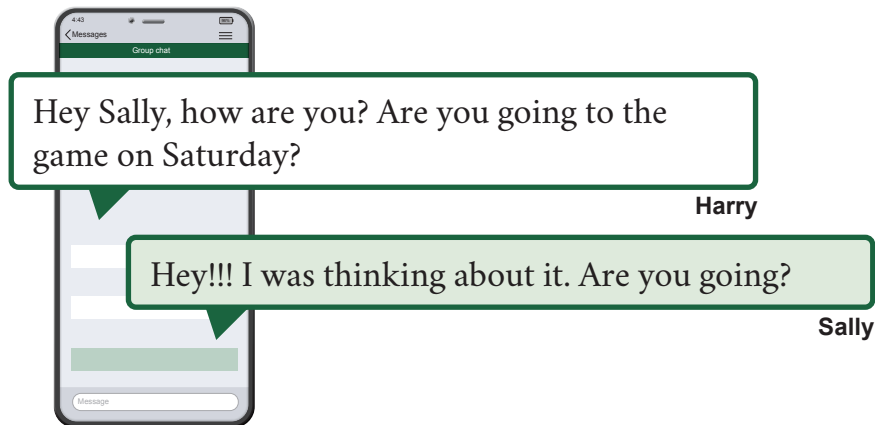 4:43
Messages
Group chat
Hey Sally, how are you? Are you going to the
game on Saturday?
Harry
Hey!!! I was thinking about it. Are you going?
Sally
Message